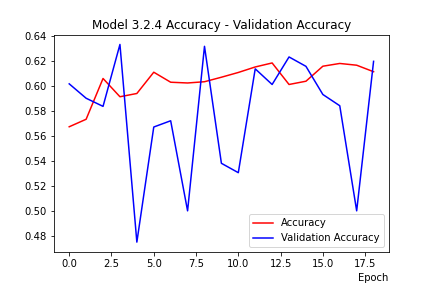 Model 3.2.4 Accuracy - Validation Accuracy
0.64
0.62
0.60
0.58
0.56
0.54
0.52
0.50
0.48
Accuracy
Validation Accuracy
0.0 2.5 5.0 7.5 10.0 12.5 15.0 17.5
Epoch